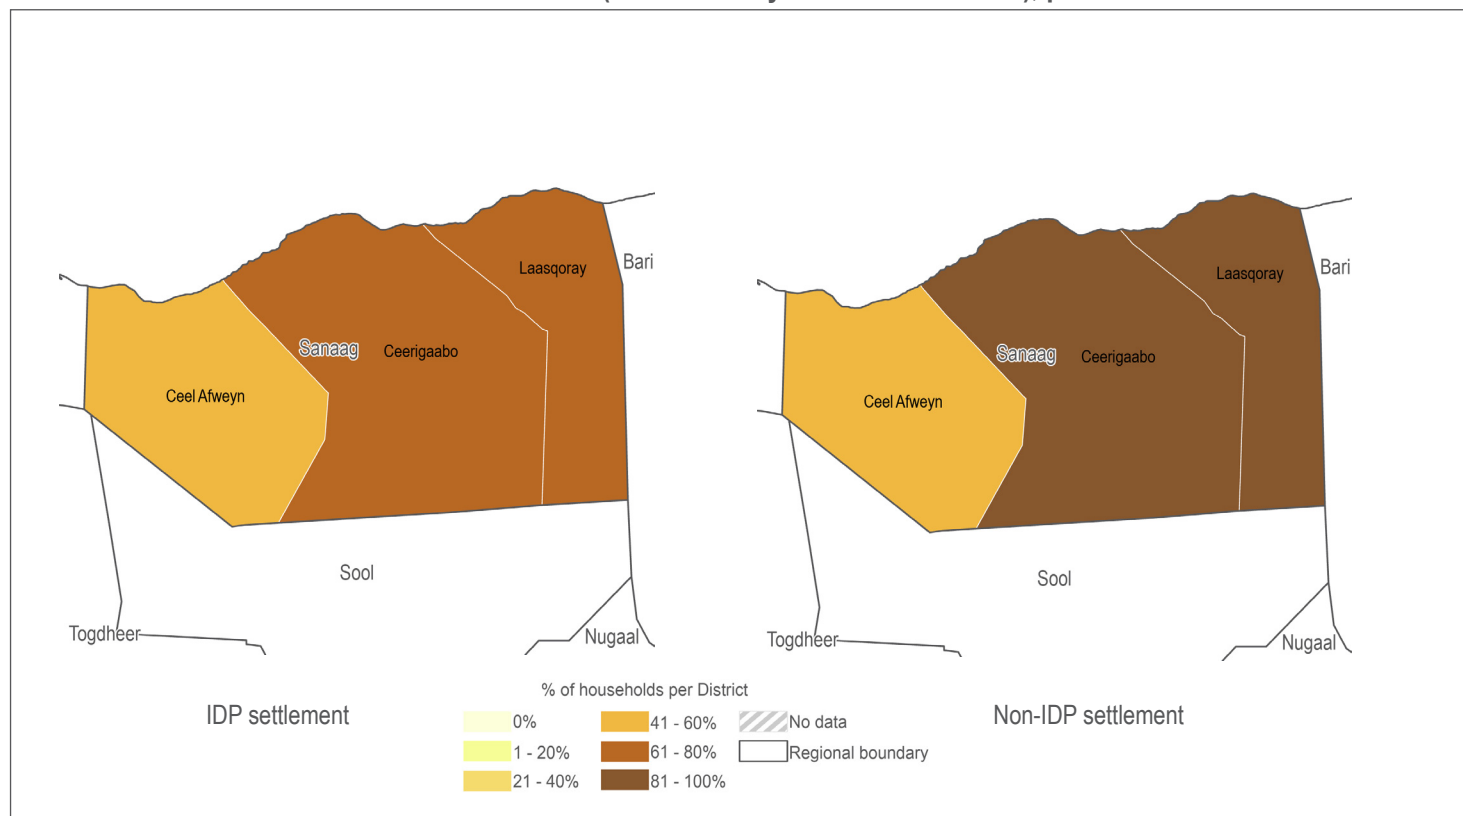 Laasqoray
Bari
Sanaag
Ceerigaabo
Ceel Afweyn
Sool
Togdheer
Nugaal
IDP settlement
Laasqoray
Bari
Sanaag
Ceerigaabo
Ceel Afweyn
Sool
Togdheer
Nugaal
Non-IDP settlement
% of households per District
0%
1 - 20%
21 - 40%
41 - 60%
61 - 80%
81 - 100%
No data
Regional boundary